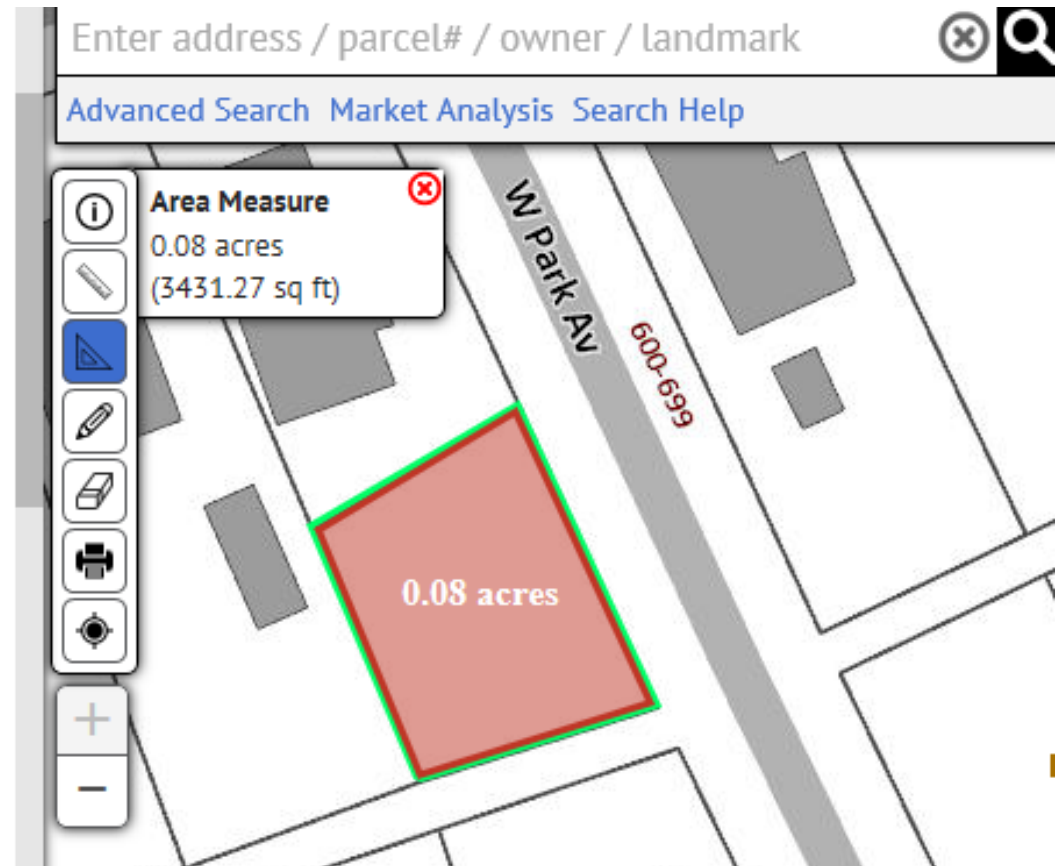 Enter address / parcel# / owner / landmark
Advanced Search Market Analysis Search Help
Area Measure
0.08 acres
(3431.27 sq ft)
W Park Av
600-699
0.08 acres